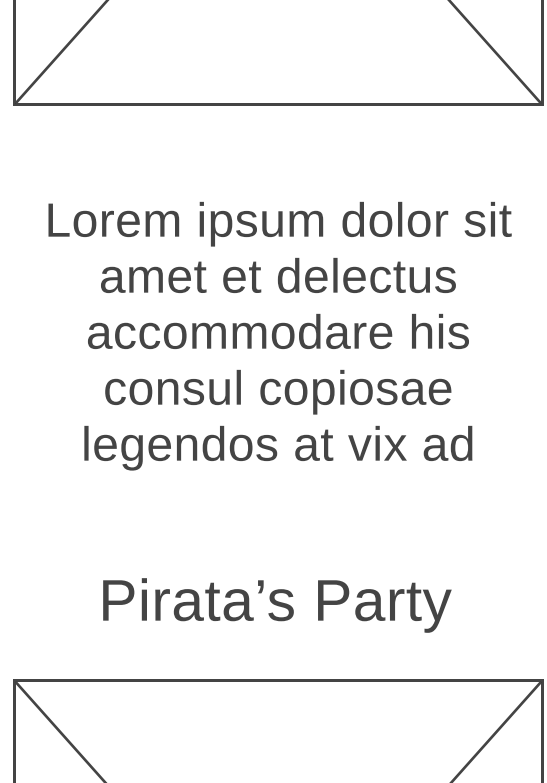 Lorem ipsum dolor sit
amet et delectus
accommodare his
consul copiosae
legendos at vix ad
Pirata’s Party